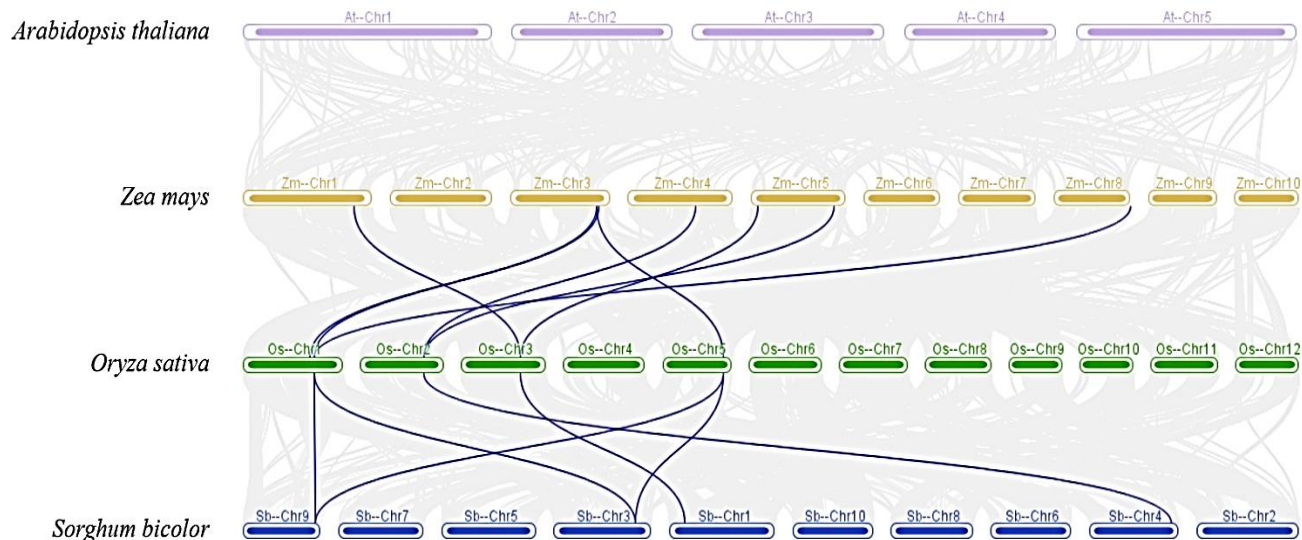 Arabidopsis thaliana
At--Chr1 At--Chr2 At--Chr3 At--Chr4 At--Chr5
Zea mays
Zm--Chr1 Zm--Chr2 Zm--Chr3 Zm--Chr4 Zm--Chr5 Zm--Chr6 Zm--Chr7 Zm--Chr8 Zm--Chr9 Zm--Chr10
Oryza sativa
Os--Chr1 Os--Chr2 Os--Chr3 Os--Chr4 Os--Chr5 Os--Chr6 Os--Chr7 Os--Chr8 Os--Chr9 Os--Chr10 Os--Chr11 Os--Chr12
Sorghum bicolor
Sb--Chr9 Sb--Chr7 Sb--Chr5 Sb--Chr3 Sb--Chr1 Sb--Chr10 Sb--Chr8 Sb--Chr6 Sb--Chr4 Sb--Chr2